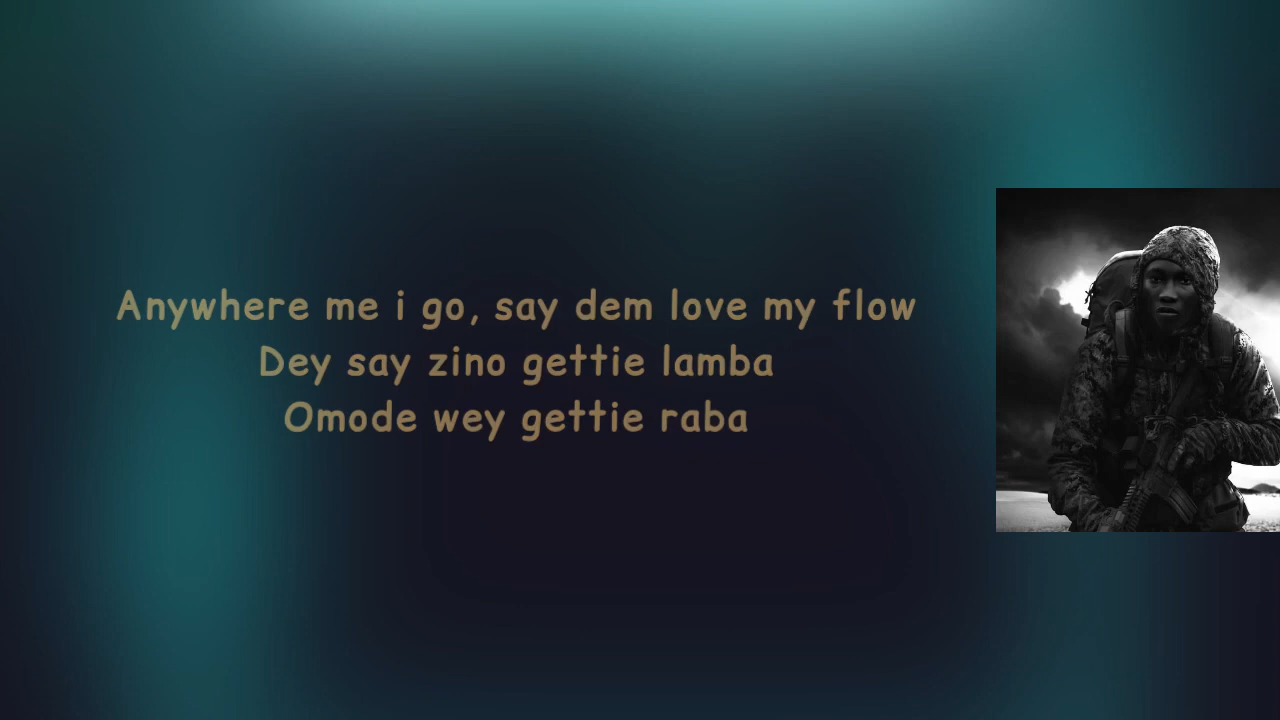 Anywhere me i go, say dem love my flow
Dey say zino gettie lamba
Omode wey gettie raba